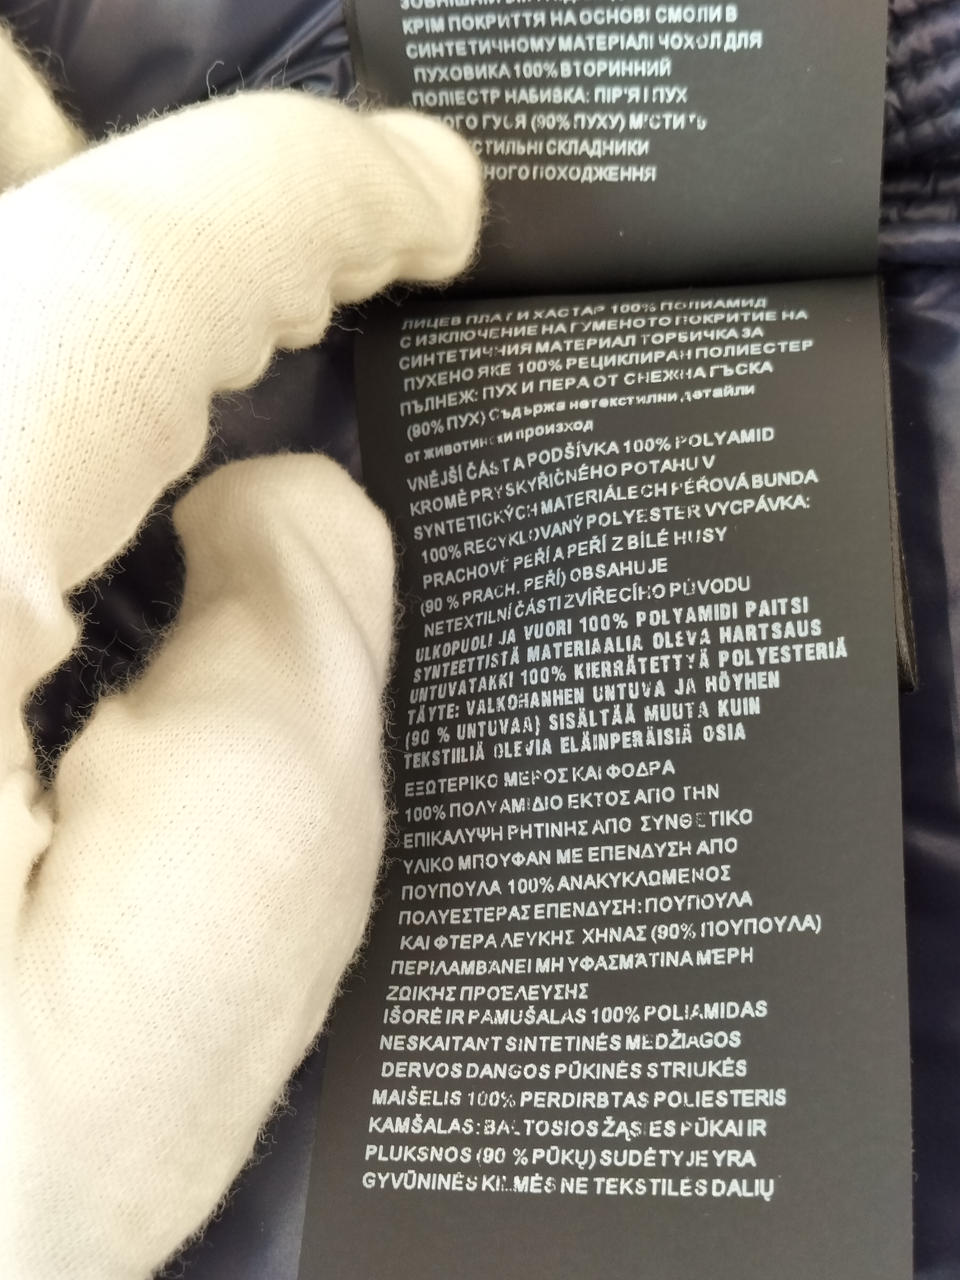 КРІМ ПОКРИТТЯ НА ОСНОВІ СМОЛИ В
СИНТЕТИЧНОМУ МАТЕРІАЛІ ЧОХОЛ ДЛЯ
ПУХОВИКА 100% ВТОРИННИЙ
ПОЛІЕСТР НАБИВКА: ПІР'Я І ПУХ
ГУСЯ (90% ПУХУ) МІСТИТЬ
СКЛАДНИКИ
ПОХОДЖЕННЯ
ЛИЦЕВ ПЛАТ И ХАСТАР 100% ПОЛИАМИД
С ИЗКЛЮЧЕНИЕ НА ГУМЕНОТО ПОКРИТИЕ НА
СИНТЕТИЧНИЯ МАТЕРИАЛ ТОРБИЧКА ЗА
ПУХЕНО ЯКЕ 100% РЕЦИКЛИРАН ПОЛИЕСТЕР
ПЪЛНЕЖ: ПУХ И ПЕРА ОТ СНЕЖНА ГЪСКА
(90% ПУХ) Съдържа нетекстилни детайли
от животински произход
VNĚJŠÍ ČÁST A PODŠÍVKA 100% POLYAMID
KROMĚ PRYSKYŘIČNÉHO POTAHU V
SYNTETICKÝCH MATERIÁLECH PÉŘOVÁ BUNDA
100% RECYKLOVANÝ POLYESTER VYCPÁVKA:
PRACHOVÉ PEŘÍ A PEŘÍ Z BÍLÉ HUSY
(90 % PRACH. PEŘÍ) OBSAHUJE
NETEXTILNÍ ČÁSTI ZVÍŘECÍHO PŮVODU
ULKOPUOLI JA VUORI 100% POLYAMIDI PAITSI
SYNTEETTISTÄ MATERIAALIA OLEVA HARTSAUS
UNTUVATAKKI 100% KIERRÄTETTYÄ POLYESTERIÄ
TÄYTE: VALKOHANHEN UNTUVA JA HÖYHEN
(90 % UNTUVAA) SISÄLTÄÄ MUUTA KUIN
TEKSTIILIÄ OLEVIA ELÄINPERÄISIÄ OSIA
ΕΞΩΤΕΡΙΚΟ ΜΕΡΟΣ ΚΑΙ ΦΟΔΡΑ
100% ΠΟΛΥΑΜΙΔΙΟ ΕΚΤΟΣ ΑΠΟ ΤΗΝ
ΕΠΙΚΑΛΥΨΗ ΡΗΤΙΝΗΣ ΑΠΟ ΣΥΝΘΕΤΙΚΟ
ΥΛΙΚΟ ΜΠΟΥΦΑΝ ΜΕ ΕΠΕΝΔΥΣΗ ΑΠΟ
ΠΟΥΠΟΥΛΑ 100% ΑΝΑΚΥΚΛΩΜΕΝΟΣ
ΠΟΛΥΕΣΤΕΡΑΣ ΕΠΕΝΔΥΣΗ: ΠΟΥΠΟΥΛΑ
ΚΑΙ ΦΤΕΡΑ ΛΕΥΚΗΣ ΧΗΝΑΣ (90% ΠΟΥΠΟΥΛΑ)
ΠΕΡΙΛΑΜΒΆΝΕΙ ΜΗ ΥΦΑΣΜΆΤΙΝΑ ΜΈΡΗ
ΖΩΙΚΉΣ ΠΡΟΈΛΕΥΣΗΣ
IŠORĖ IR PAMUŠALAS 100% POLIAMIDAS
NESKAITANT SINTETINĖS MEDŽIAGOS
DERVOS DANGOS PŪKINĖS STRIUKĖS
MAIŠELIS 100% PERDIRBTAS POLIESTERIS
KAMŠALAS: BALTOSIOS ŽĄSIES PŪKAI IR
PLUKSNOS (90 % PŪKŲ) SUDĖTYJE YRA
GYVŪNINĖS KILMĖS NE TEKSTILĖS DALIŲ